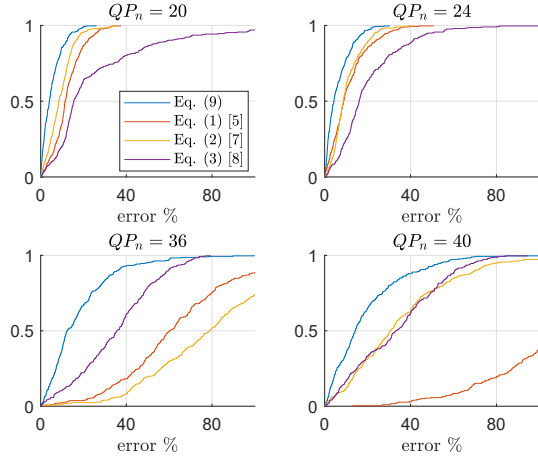 $QP_n = 20$
$QP_n = 24$
1
0.5
0
0 40 80
error %
Eq. (9)
Eq. (1) [5]
Eq. (2) [7]
Eq. (3) [8]
1
0.5
0
0 40 80
error %
$QP_n = 36$
$QP_n = 40$
1
0.5
0
0 40 80
error %
1
0.5
0
0 40 80
error %